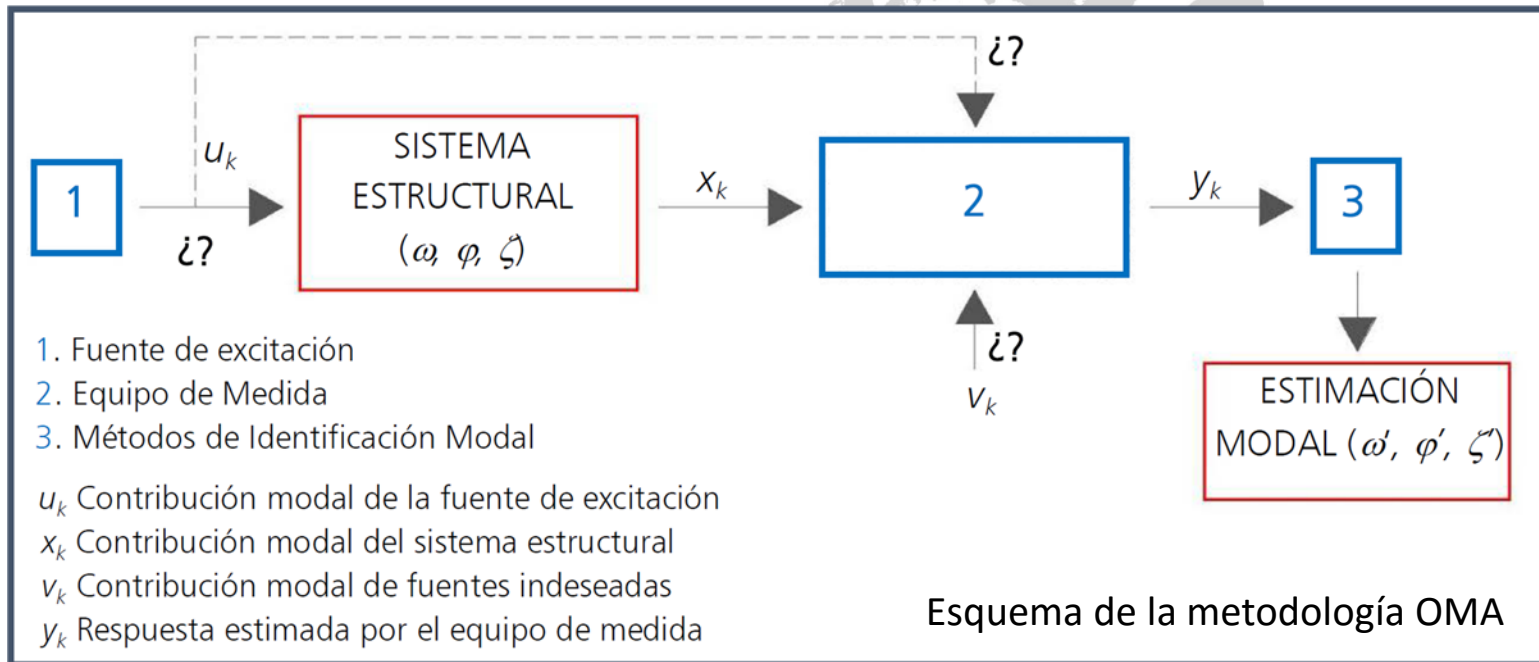 ¿?
u_k
SISTEMA
ESTRUCTURAL
(ω, φ, ζ)
1
¿?
x_k
2
y_k
3
¿?
v_k
ESTIMACIÓN
MODAL (ω', φ', ζ')
1. Fuente de excitación
2. Equipo de Medida
3. Métodos de Identificación Modal
u_k Contribución modal de la fuente de excitación
x_k Contribución modal del sistema estructural
v_k Contribución modal de fuentes indeseadas
y_k Respuesta estimada por el equipo de medida
Esquema de la metodología OMA